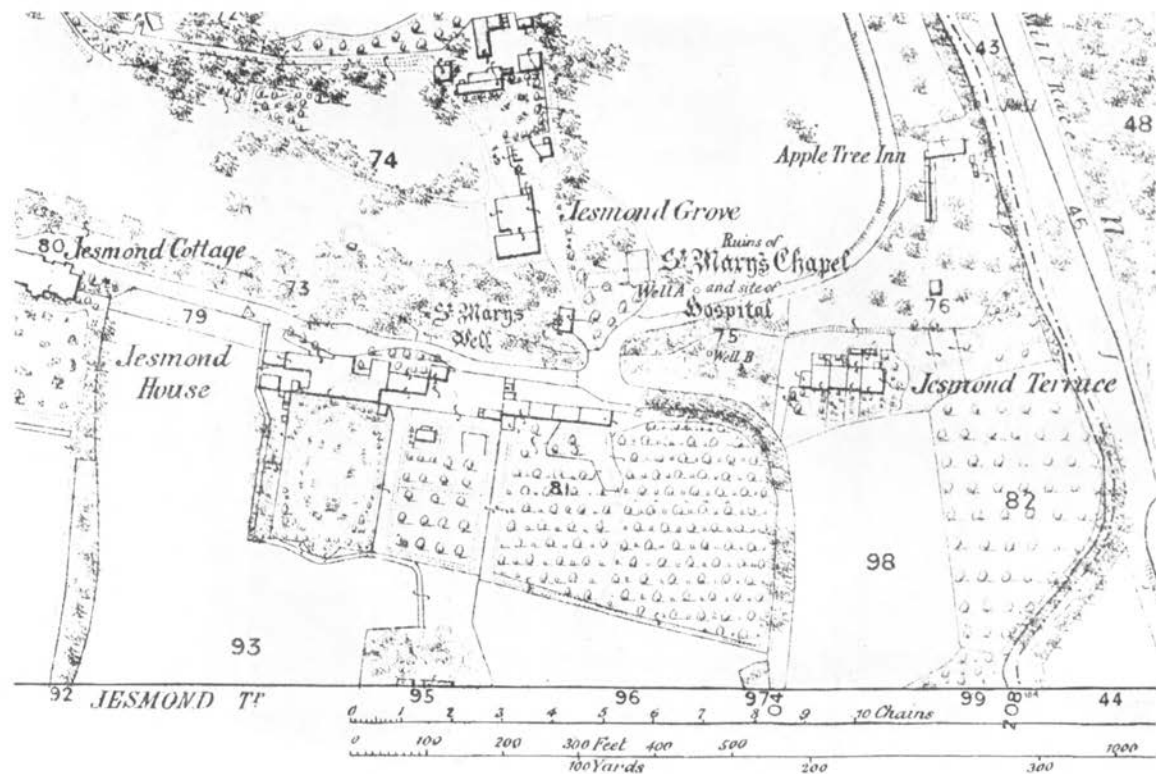 43
Mill Race
48
74
Apple Tree Inn
Jesmond Grove
45
80
Jesmond Cottage
Ruins of
St. Mary's Chapel
and site of
Hospital
Well A
73
St. Mary's
Well
76
79
75
Well B
Jesmond
House
Jesmond Terrace
81
82
98
93
92
JESMOND Tr
95
96
97
99
44
0 1 2 3 4 5 6 7 8 9 10 Chains
0 100 200 300 Feet 400 500 1000
100 Yards 200 300